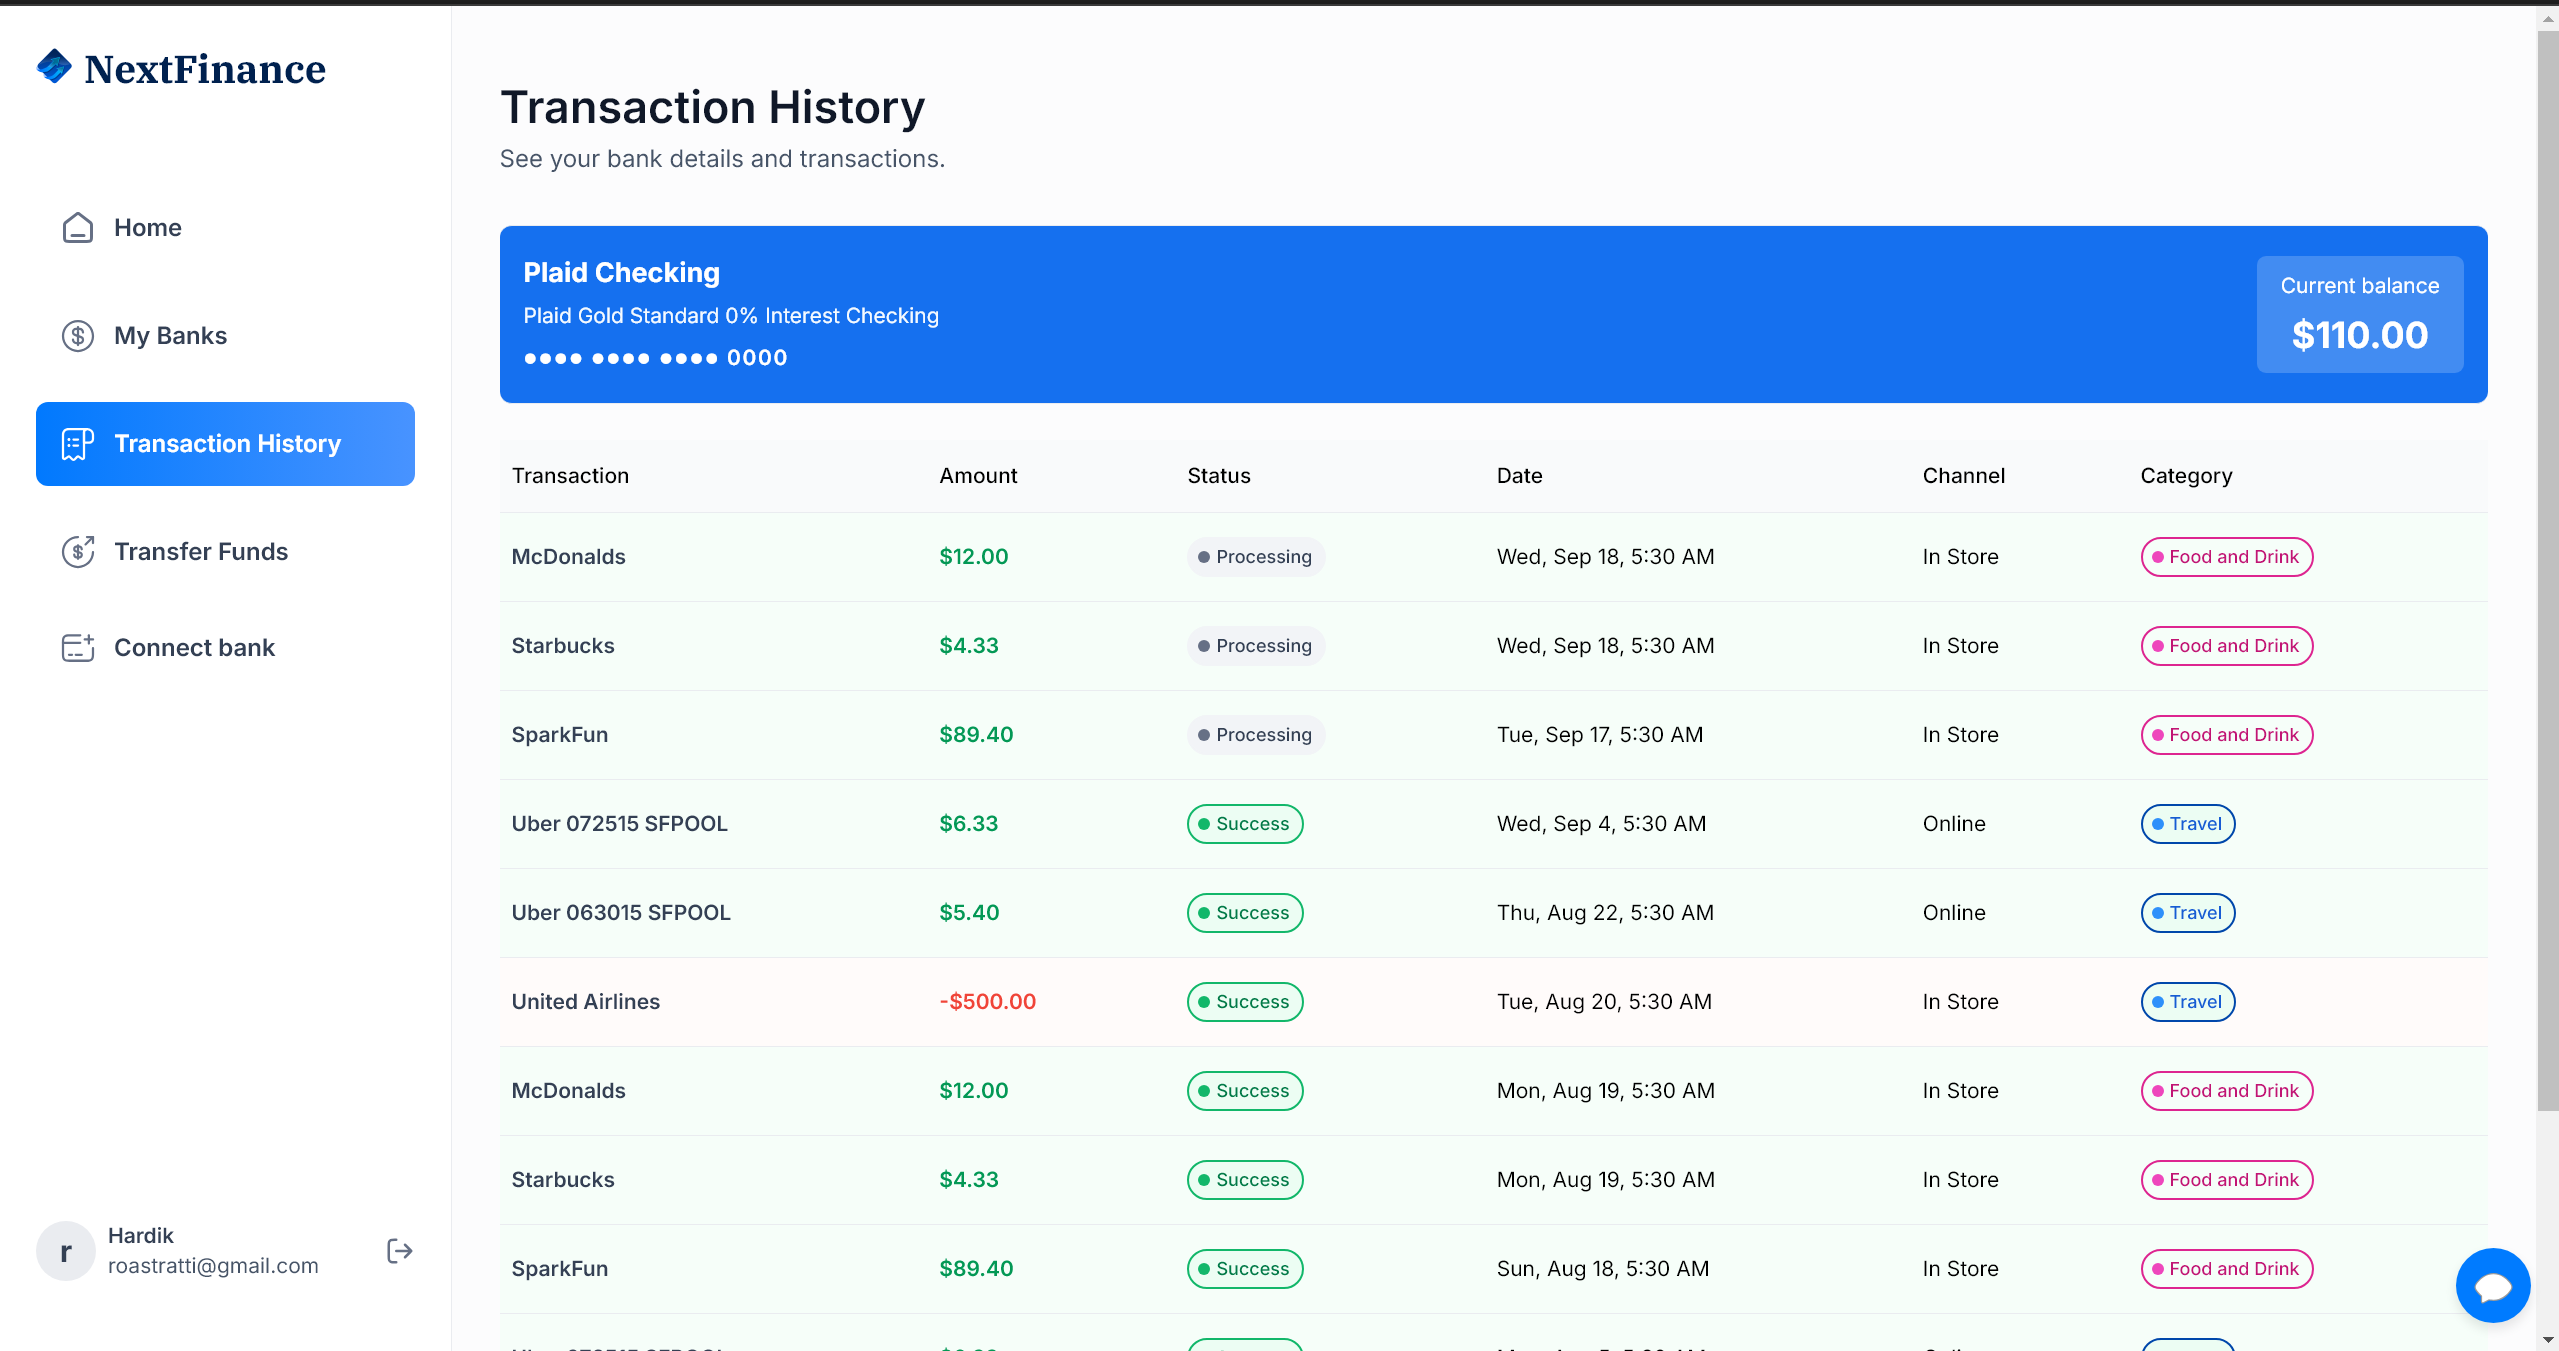 NextFinance
Home
My Banks
Transaction History
Transfer Funds
Connect bank
r
Hardik
roastratti@gmail.com
Transaction History
See your bank details and transactions.
Plaid Checking
Plaid Gold Standard 0% Interest Checking
●●●● ●●●● ●●●● 0000
Current balance
$110.00
Transaction Amount Status Date Channel Category
McDonalds $12.00 Processing Wed, Sep 18, 5:30 AM In Store Food and Drink
Starbucks $4.33 Processing Wed, Sep 18, 5:30 AM In Store Food and Drink
SparkFun $89.40 Processing Tue, Sep 17, 5:30 AM In Store Food and Drink
Uber 072515 SFPOOL $6.33 Success Wed, Sep 4, 5:30 AM Online Travel
Uber 063015 SFPOOL $5.40 Success Thu, Aug 22, 5:30 AM Online Travel
United Airlines -$500.00 Success Tue, Aug 20, 5:30 AM In Store Travel
McDonalds $12.00 Success Mon, Aug 19, 5:30 AM In Store Food and Drink
Starbucks $4.33 Success Mon, Aug 19, 5:30 AM In Store Food and Drink
SparkFun $89.40 Success Sun, Aug 18, 5:30 AM In Store Food and Drink